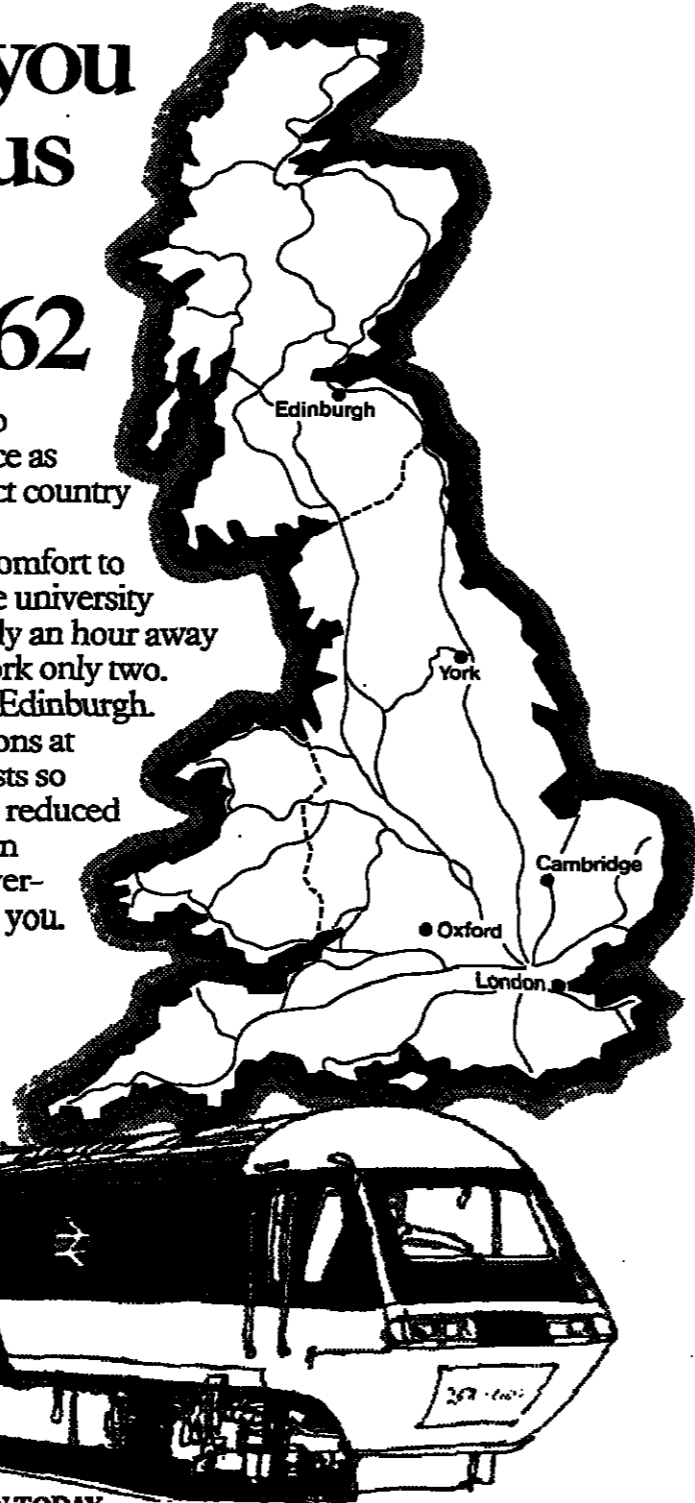 you
us
62
ce as
ct country
omfort to
e university
ly an hour away
ork only two.
Edinburgh.
ons at
sts so
reduced
n
ver-
you.
Edinburgh
York
Cambridge
Oxford
London
TODAY